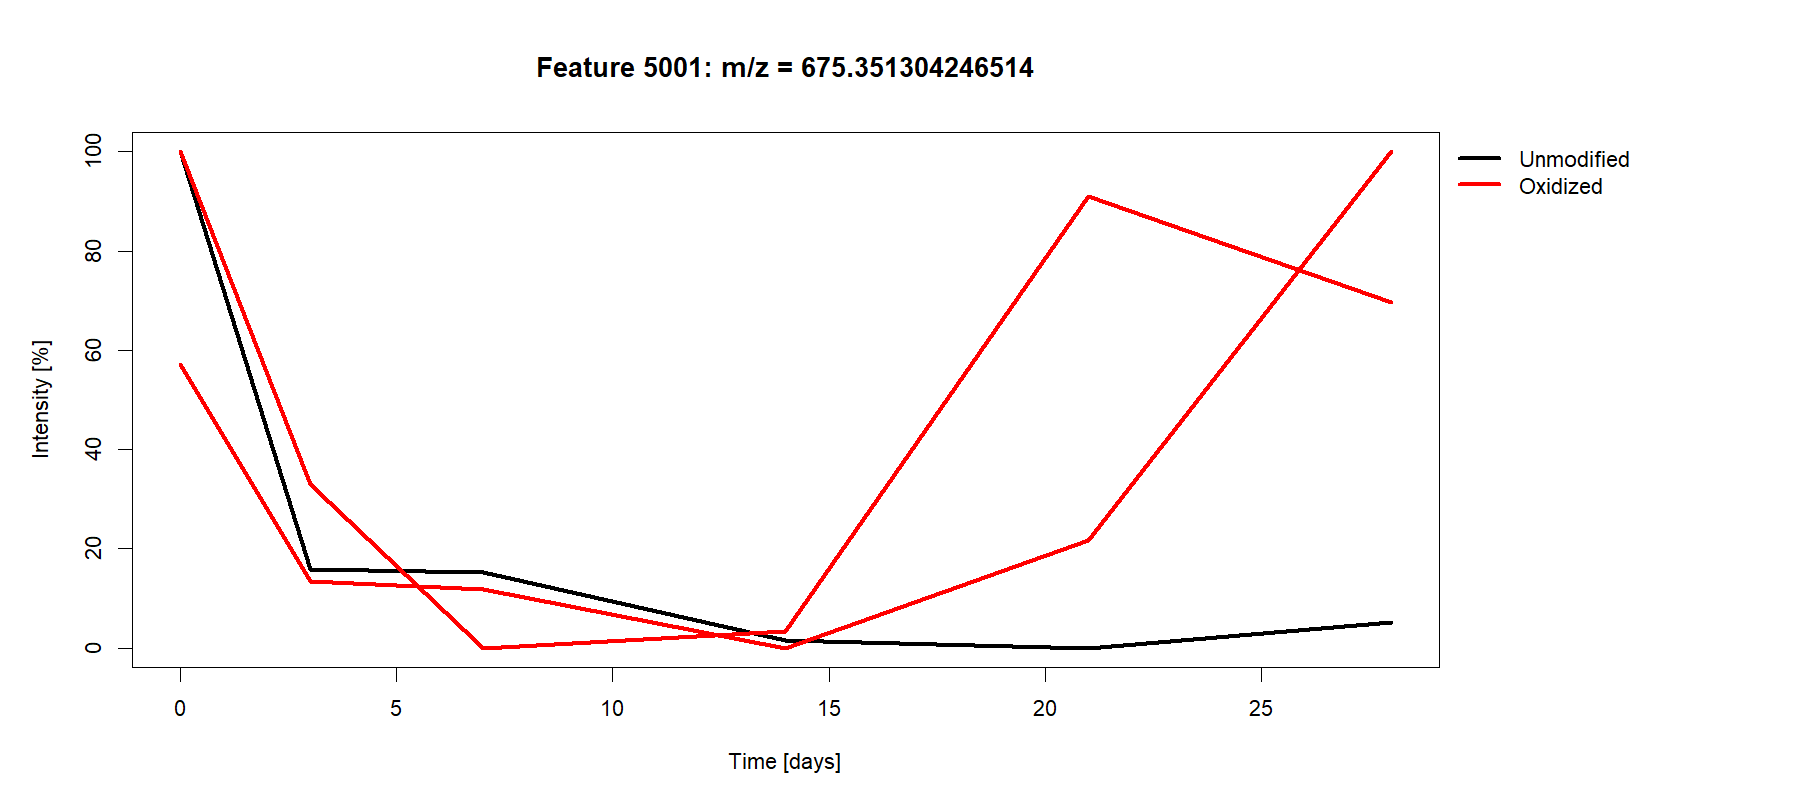 Feature 5001: m/z = 675.351304246514
Unmodified
Oxidized
Intensity [%]
100
80
60
40
20
0
0 5 10 15 20 25
Time [days]